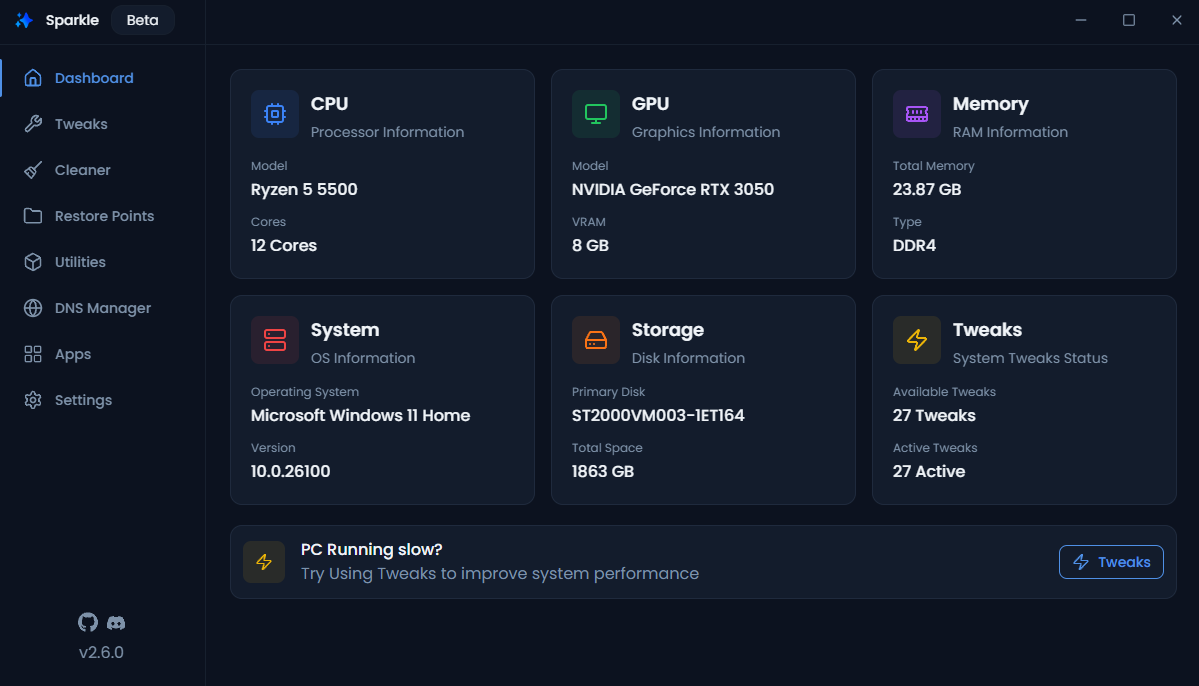 Sparkle Beta
Dashboard
Tweaks
Cleaner
Restore Points
Utilities
DNS Manager
Apps
Settings
v2.6.0
CPU
Processor Information
Model
Ryzen 5 5500
Cores
12 Cores
GPU
Graphics Information
Model
NVIDIA GeForce RTX 3050
VRAM
8 GB
Memory
RAM Information
Total Memory
23.87 GB
Type
DDR4
System
OS Information
Operating System
Microsoft Windows 11 Home
Version
10.0.26100
Storage
Disk Information
Primary Disk
ST2000VM003-1ET164
Total Space
1863 GB
Tweaks
System Tweaks Status
Available Tweaks
27 Tweaks
Active Tweaks
27 Active
PC Running slow?
Try Using Tweaks to improve system performance
Tweaks